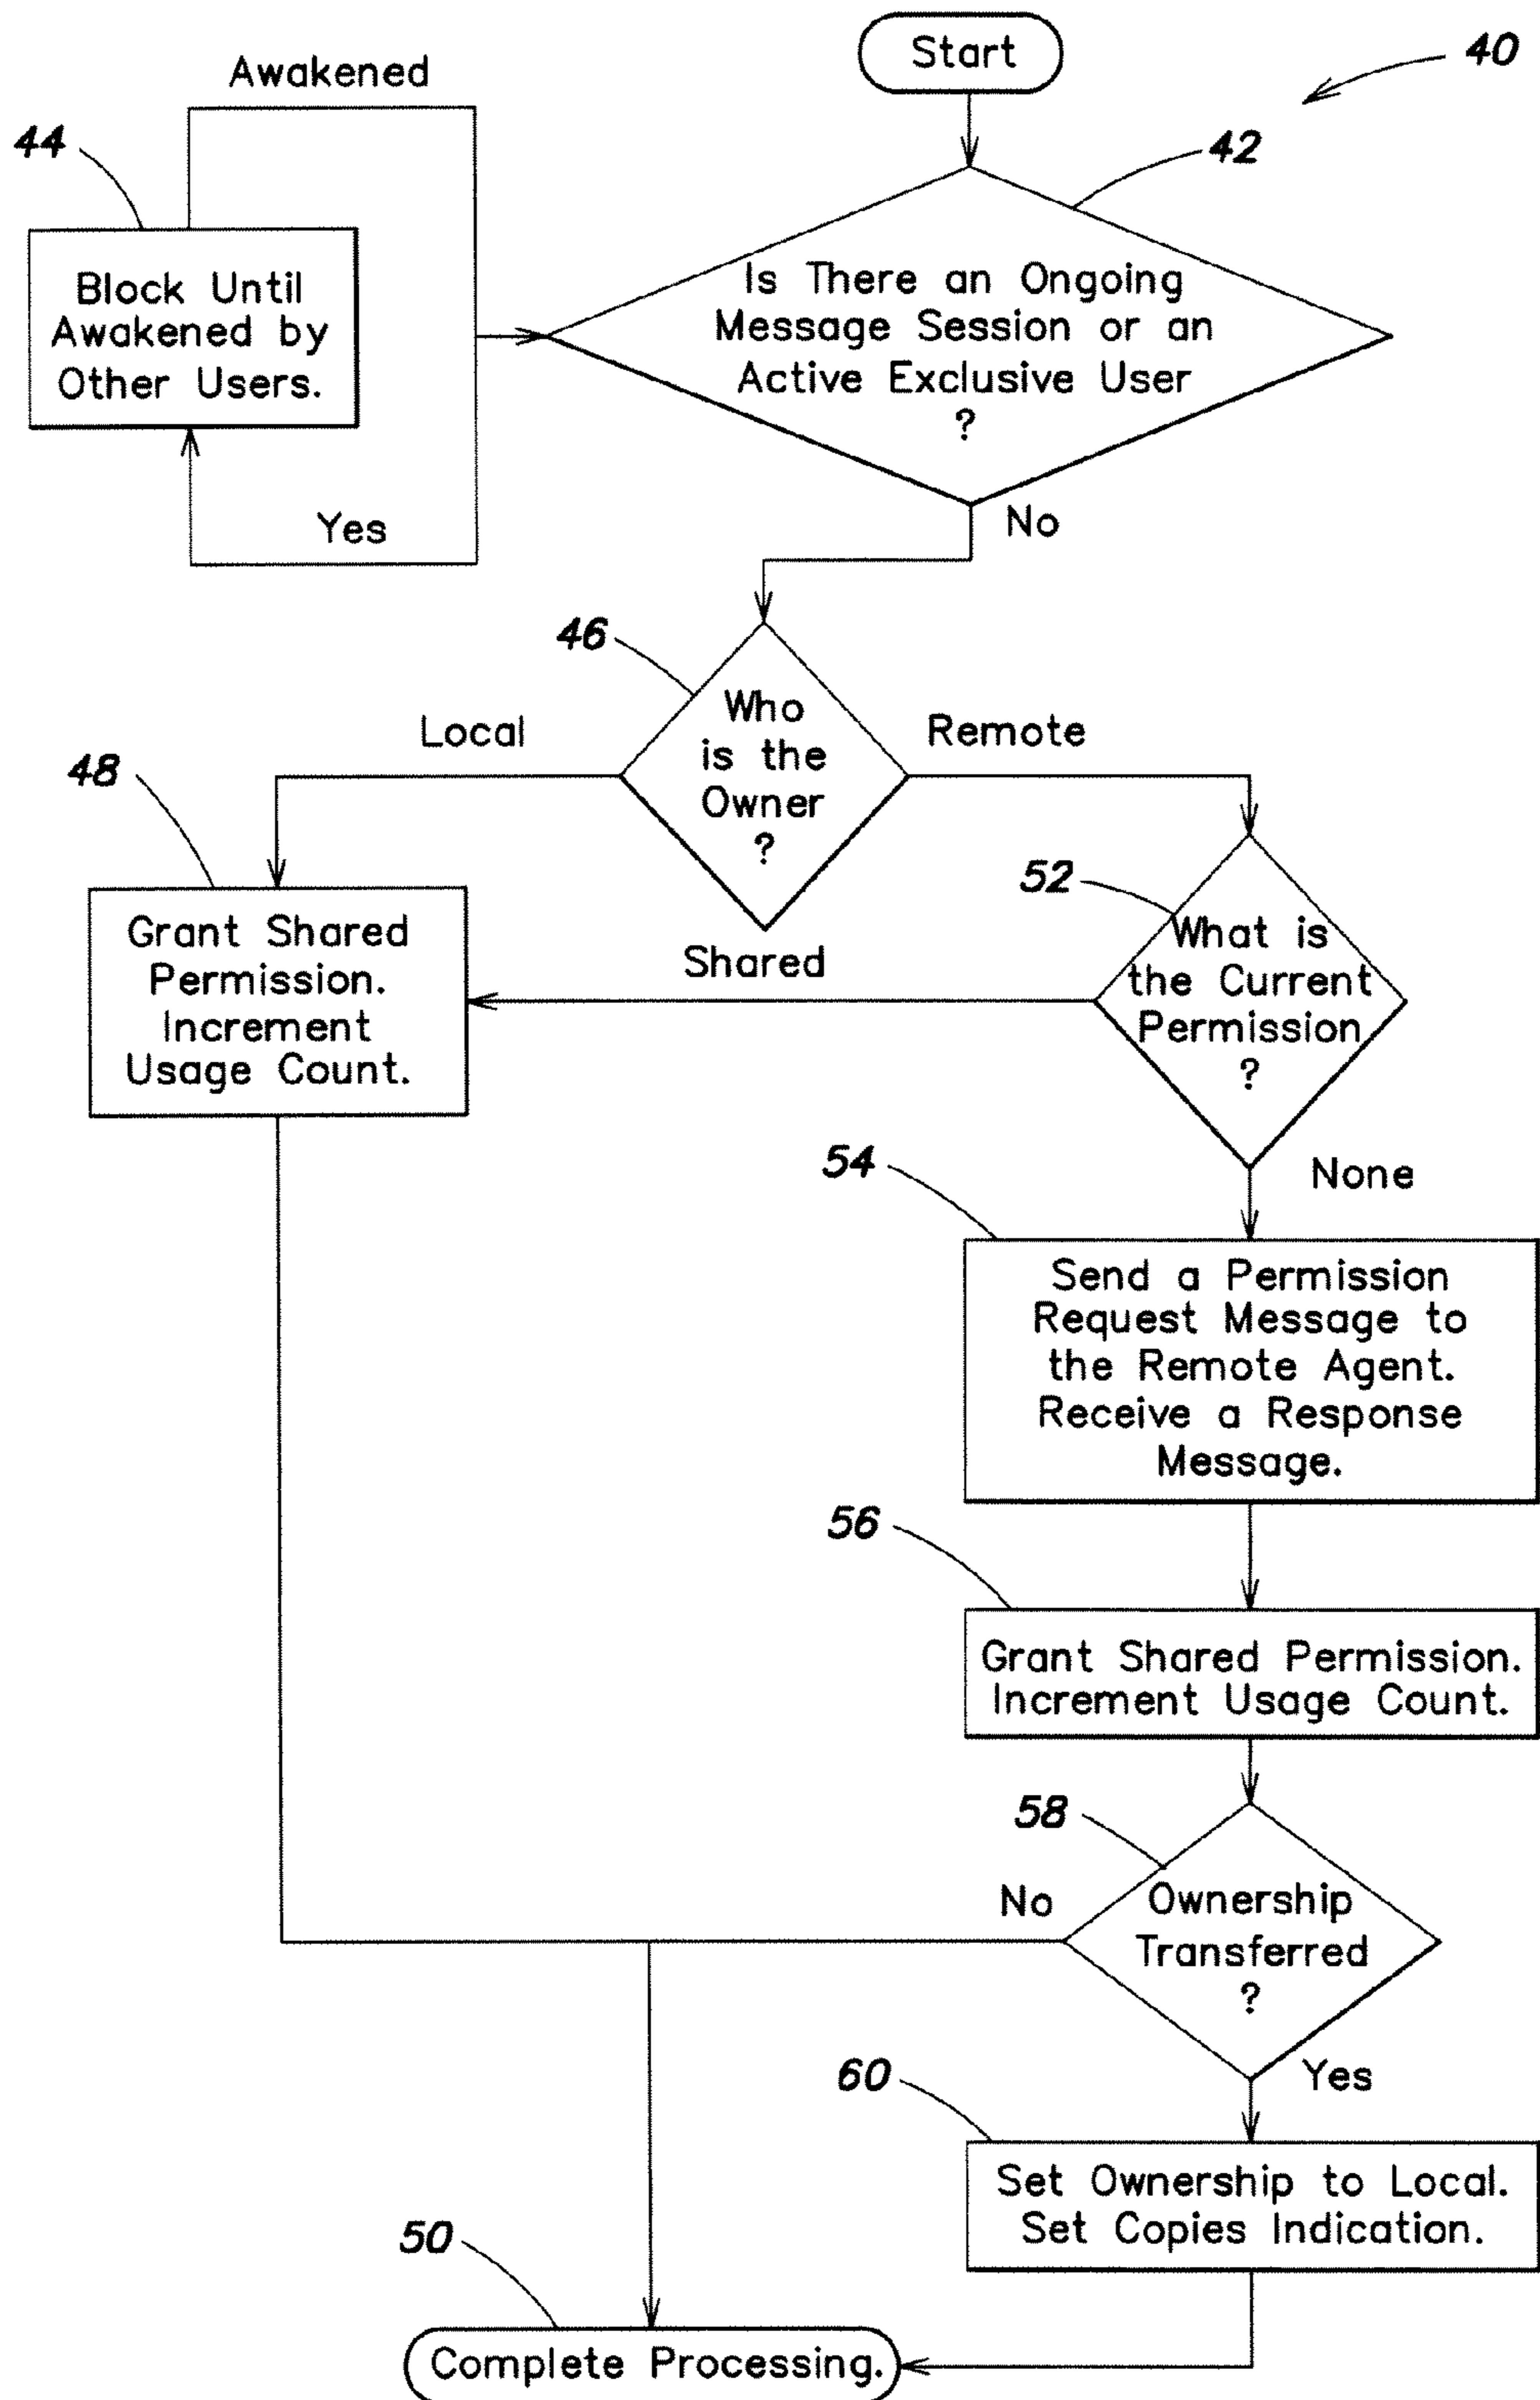 Start
40
Awakened
44
42
Block Until
Awakened by
Other Users.
Is There an Ongoing
Message Session or an
Active Exclusive User
?
Yes
No
46
Who
is the
Owner
?
Local
Remote
48
52
Grant Shared
Permission.
Increment
Usage Count.
Shared
What is
the Current
Permission
?
None
54
Send a Permission
Request Message to
the Remote Agent.
Receive a Response
Message.
56
Grant Shared Permission.
Increment Usage Count.
58
No
Ownership
Transferred
?
Yes
60
Set Ownership to Local.
Set Copies Indication.
50
Complete Processing.